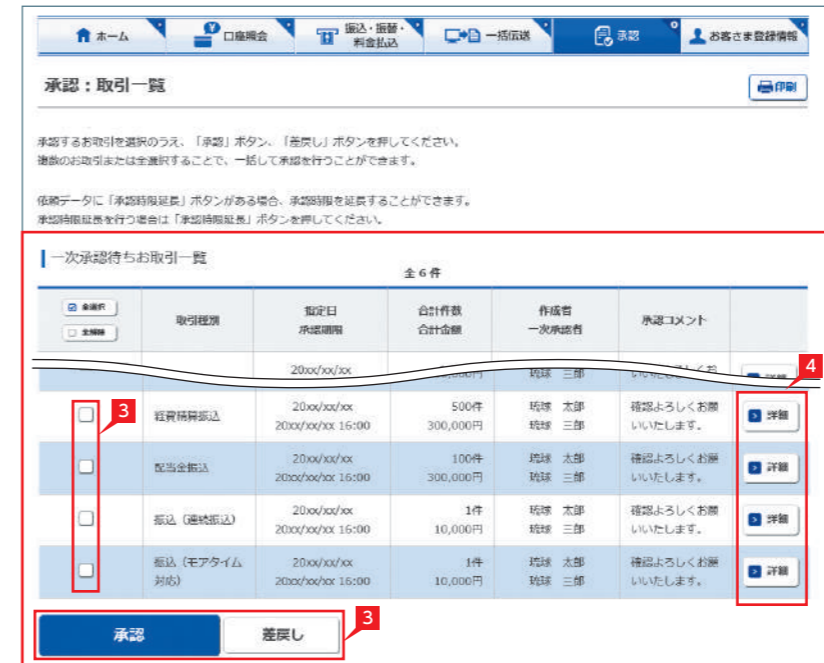 ホーム
口座照会
振込・振替・
料金払込
一括伝送
承認
お客さま登録情報
承認：取引一覧
印刷
承認するお取引を選択のうえ、「承認」ボタン、「差戻し」ボタンを押してください。
複数のお取引または全選択することで、一括して承認を行うことができます。
依頼データに「承認時限延長」ボタンがある場合、承認時限を延長することができます。
承認時限延長を行う場合は「承認時限延長」ボタンを押してください。
一次承認待ちお取引一覧
全6件
全選択
全解除
取引種別
指定日
承認期限
合計件数
合計金額
作成者
一次承認者
承認コメント
20xx/xx/xx
琉球 三郎
4
3
経費精算振込
20xx/xx/xx
20xx/xx/xx 16:00
500件
300,000円
琉球 太郎
琉球 三郎
確認よろしくお願
いいたします。
詳細
配当金振込
20xx/xx/xx
20xx/xx/xx 16:00
100件
300,000円
琉球 太郎
琉球 三郎
確認よろしくお願
いいたします。
詳細
振込（連続振込）
20xx/xx/xx
20xx/xx/xx 16:00
1件
10,000円
琉球 太郎
琉球 三郎
確認よろしくお願
いいたします。
詳細
振込（モアタイム
対応）
20xx/xx/xx
20xx/xx/xx 16:00
1件
10,000円
琉球 太郎
琉球 三郎
確認よろしくお願
いいたします。
詳細
承認
差戻し
3